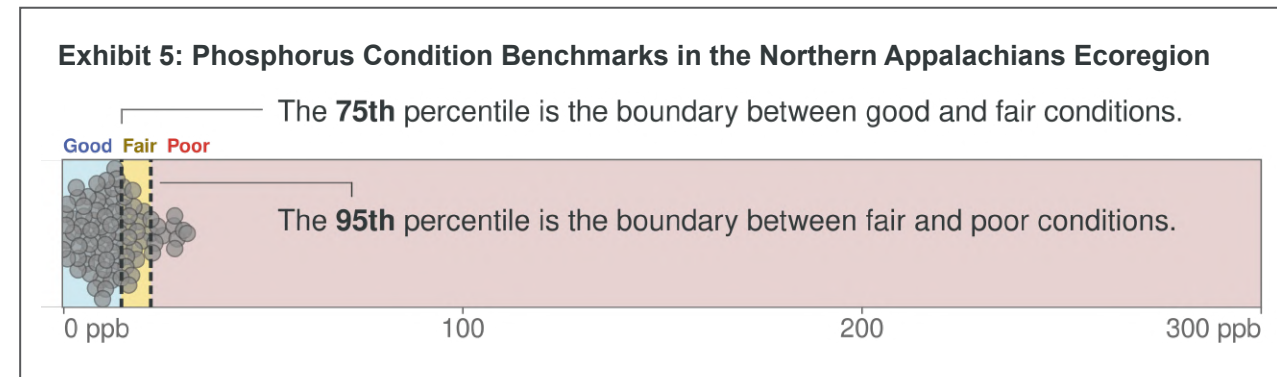 Exhibit 5: Phosphorus Condition Benchmarks in the Northern Appalachians Ecoregion
The 75th percentile is the boundary between good and fair conditions.
Good Fair Poor
The 95th percentile is the boundary between fair and poor conditions.
0 ppb 100 200 300 ppb